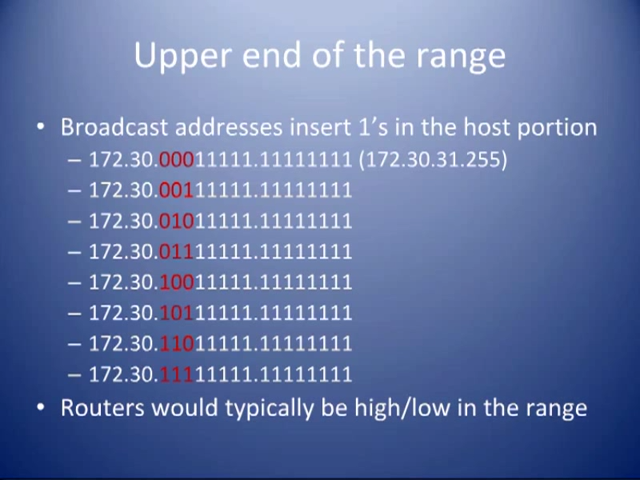 Upper end of the range
• Broadcast addresses insert 1's in the host portion
– 172.30.00011111.11111111 (172.30.31.255)
– 172.30.00111111.11111111
– 172.30.01011111.11111111
– 172.30.01111111.11111111
– 172.30.10011111.11111111
– 172.30.10111111.11111111
– 172.30.11011111.11111111
– 172.30.11111111.11111111
• Routers would typically be high/low in the range